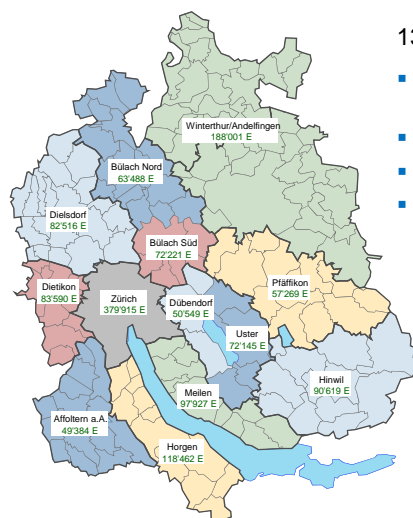 13
Winterthur/Andelfingen
188'001 E
Bülach Nord
63'488 E
Dielsdorf
82'516 E
Bülach Süd
72'221 E
Dietikon
83'590 E
Zürich
379'915 E
Dübendorf
50'549 E
Pfäffikon
57'269 E
Uster
72'145 E
Hinwil
90'619 E
Meilen
97'927 E
Affoltern a.A.
49'384 E
Horgen
118'462 E